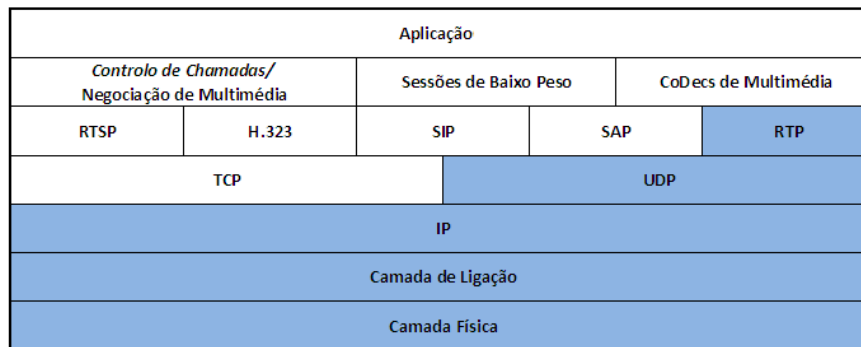 Aplicação
Controlo de Chamadas/
Negociação de Multimédia
Sessões de Baixo Peso
CoDecs de Multimédia
RTSP
H.323
SIP
SAP
RTP
TCP
UDP
IP
Camada de Ligação
Camada Física